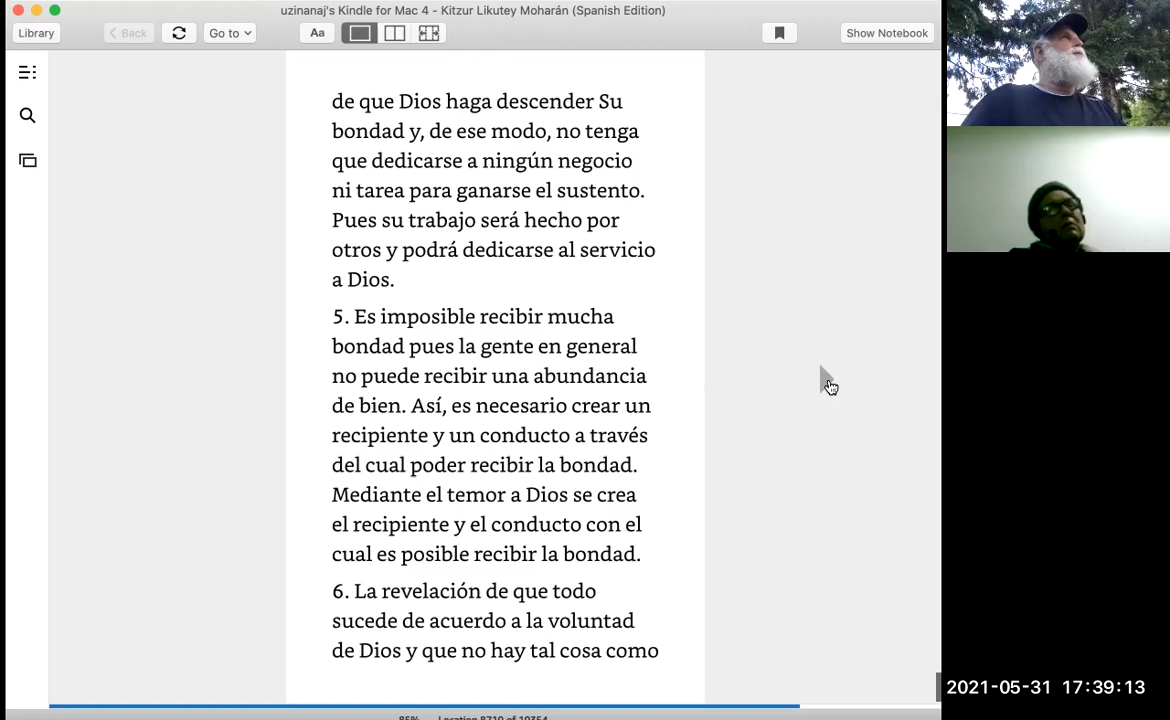 uzinanaj's Kindle for Mac 4 - Kitzur Likutey Moharán (Spanish Edition)
Library
Back
Go to
Aa
Show Notebook
de que Dios haga descender Su
bondad y, de ese modo, no tenga
que dedicarse a ningún negocio
ni tarea para ganarse el sustento.
Pues su trabajo será hecho por
otros y podrá dedicarse al servicio
a Dios.
5. Es imposible recibir mucha
bondad pues la gente en general
no puede recibir una abundancia
de bien. Así, es necesario crear un
recipiente y un conducto a través
del cual poder recibir la bondad.
Mediante el temor a Dios se crea
el recipiente y el conducto con el
cual es posible recibir la bondad.
6. La revelación de que todo
sucede de acuerdo a la voluntad
de Dios y que no hay tal cosa como
85% Location 8710 of 10354
2021-05-31 17:39:13